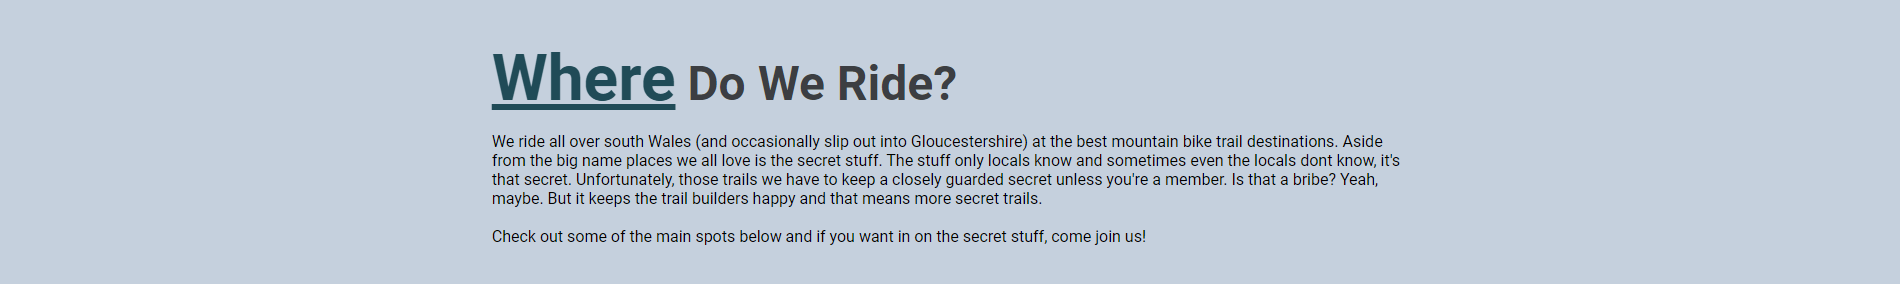 Where Do We Ride?
We ride all over south Wales (and occasionally slip out into Gloucestershire) at the best mountain bike trail destinations. Aside
from the big name places we all love is the secret stuff. The stuff only locals know and sometimes even the locals dont know, it's
that secret. Unfortunately, those trails we have to keep a closely guarded secret unless you're a member. Is that a bribe? Yeah,
maybe. But it keeps the trail builders happy and that means more secret trails.
Check out some of the main spots below and if you want in on the secret stuff, come join us!